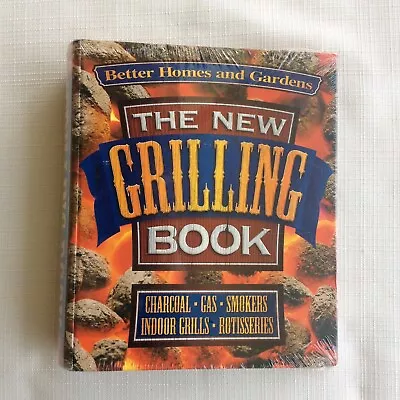 Better Homes and Gardens
THE NEW
GRILLING
BOOK
CHARCOAL • GAS • SMOKERS
INDOOR GRILLS • ROTISSERIES